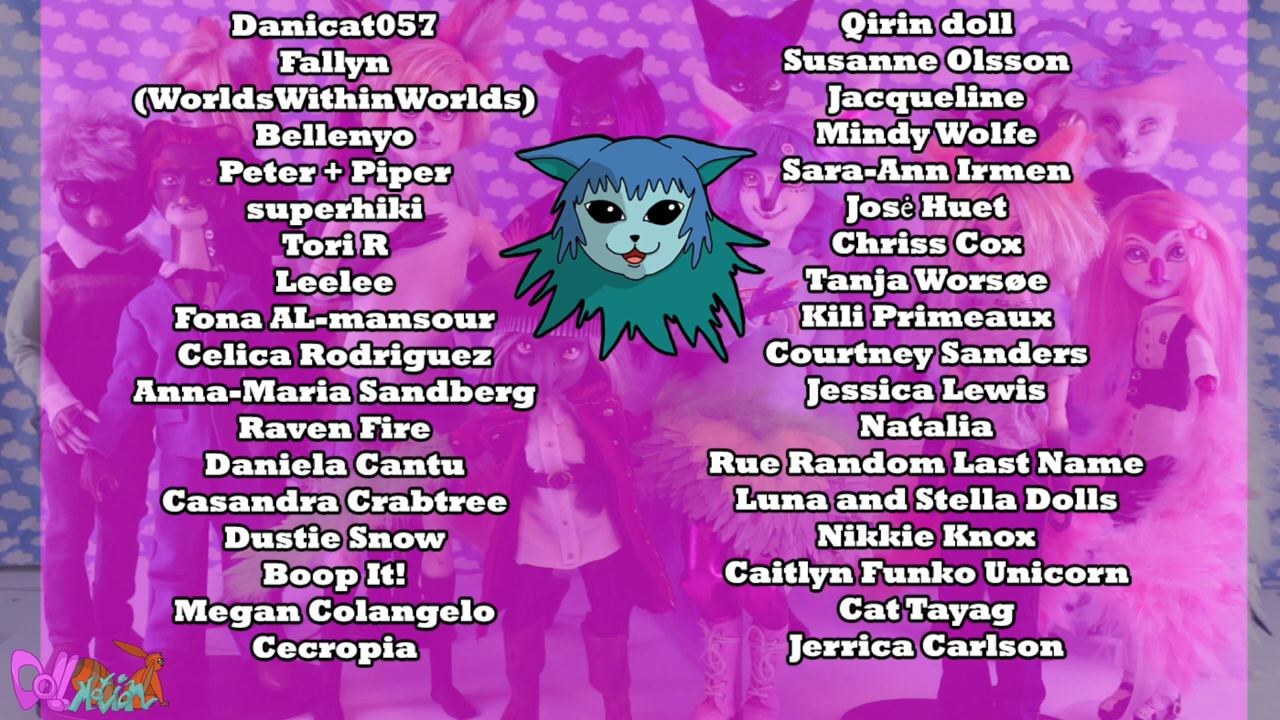 Danicat057
Fallyn
(WorldsWithinWorlds)
Bellenyo
Peter + Piper
superhiki
Tori R
Leelee
Fona AL-mansour
Celica Rodriguez
Anna-Maria Sandberg
Raven Fire
Daniela Cantu
Casandra Crabtree
Dustie Snow
Boop It!
Megan Colangelo
Cecropia
Qirin doll
Susanne Olsson
Jacqueline
Mindy Wolfe
Sara-Ann Irmen
Josė Huet
Chriss Cox
Tanja Worsøe
Kili Primeaux
Courtney Sanders
Jessica Lewis
Natalia
Rue Random Last Name
Luna and Stella Dolls
Nikkie Knox
Caitlyn Funko Unicorn
Cat Tayag
Jerrica Carlson
Doll
Motion